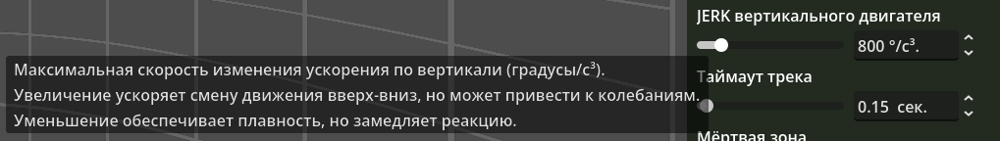 JERK вертикального двигателя
800 °/с³.
Максимальная скорость изменения ускорения по вертикали (градусы/с³).
Увеличение ускоряет смену движения вверх-вниз, но может привести к колебаниям.
Уменьшение обеспечивает плавность, но замедляет реакцию.
Таймаут трека
0.15 сек.
Мёртвая зона